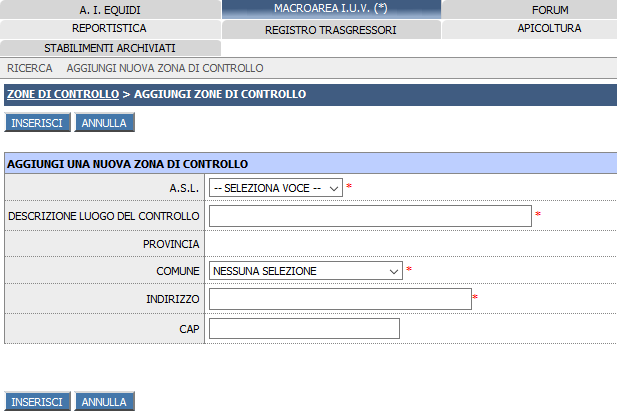 A. I. EQUIDI MACROAREA I.U.V. (*) FORUM
REPORTISTICA REGISTRO TRASGRESSORI APICOLTURA
STABILIMENTI ARCHIVIATI
RICERCA AGGIUNGI NUOVA ZONA DI CONTROLLO
ZONE DI CONTROLLO > AGGIUNGI ZONE DI CONTROLLO
INSERISCI ANNULLA
AGGIUNGI UNA NUOVA ZONA DI CONTROLLO
A.S.L. -- SELEZIONA VOCE -- *
DESCRIZIONE LUOGO DEL CONTROLLO *
PROVINCIA
COMUNE NESSUNA SELEZIONE *
INDIRIZZO *
CAP
INSERISCI ANNULLA